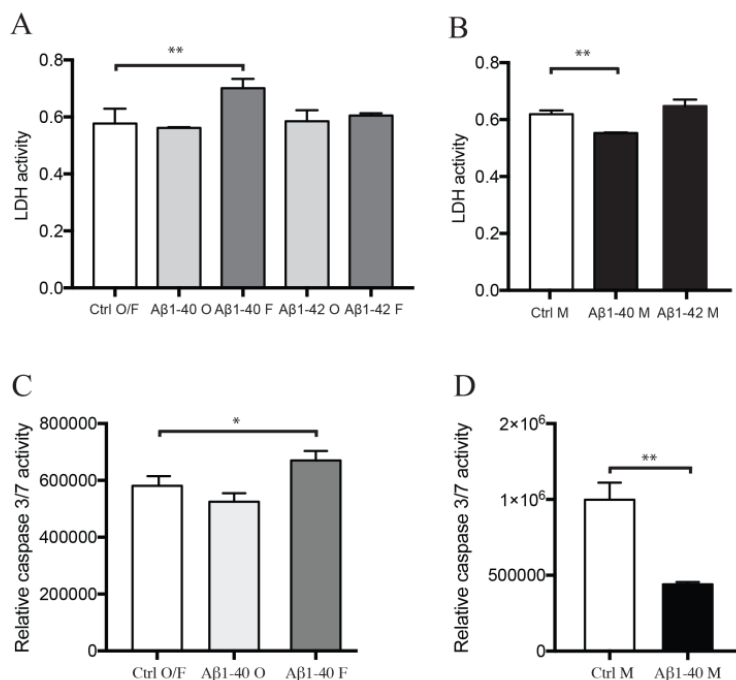 A
**
LDH activity
0.8
0.6
0.4
0.2
0.0
Ctrl O/F Aβ1-40 O Aβ1-40 F Aβ1-42 O Aβ1-42 F
B
**
LDH activity
0.8
0.6
0.4
0.2
0.0
Ctrl M Aβ1-40 M Aβ1-42 M
C
*
Relative caspase 3/7 activity
800000
600000
400000
200000
0
Ctrl O/F Aβ1-40 O Aβ1-40 F
D
**
Relative caspase 3/7 activity
2×10⁶
1×10⁶
500000
0
Ctrl M Aβ1-40 M